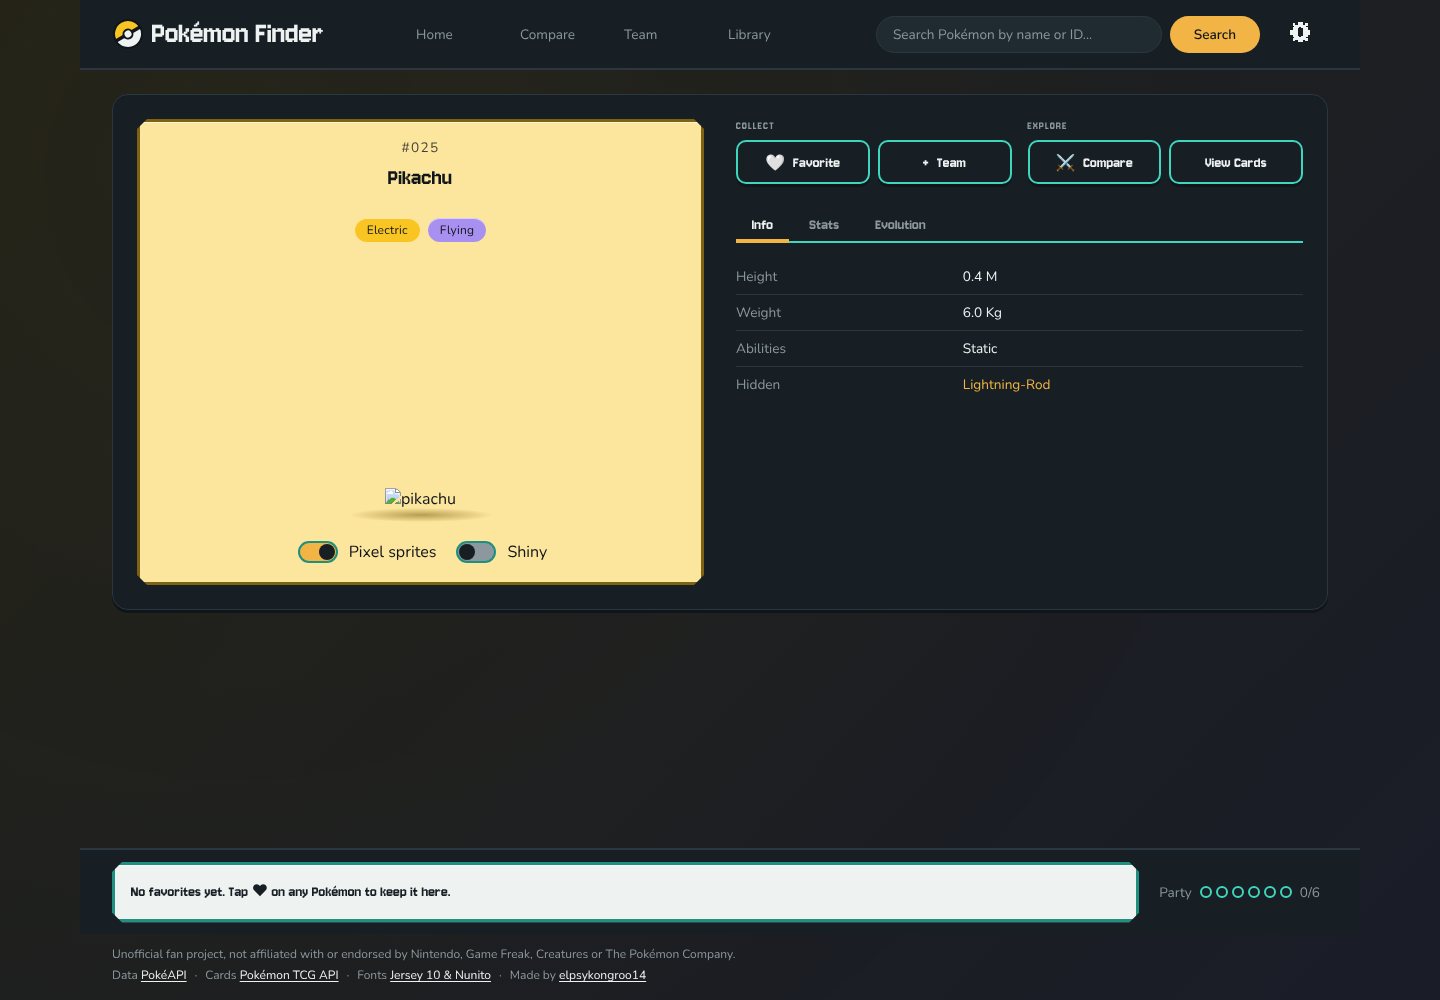 Pokémon Finder
Home
Compare
Team
Library
Search Pokémon by name or ID...
Search
#025
Pikachu
Electric
Flying
pikachu
Pixel sprites
Shiny
COLLECT
EXPLORE
Favorite
+ Team
Compare
View Cards
Info
Stats
Evolution
Height 0.4 M
Weight 6.0 Kg
Abilities Static
Hidden Lightning-Rod
No favorites yet. Tap ♥ on any Pokémon to keep it here.
Party 0/6
Unofficial fan project, not affiliated with or endorsed by Nintendo, Game Freak, Creatures or The Pokémon Company.
Data PokéAPI · Cards Pokémon TCG API · Fonts Jersey 10 & Nunito · Made by elpsykongroo14